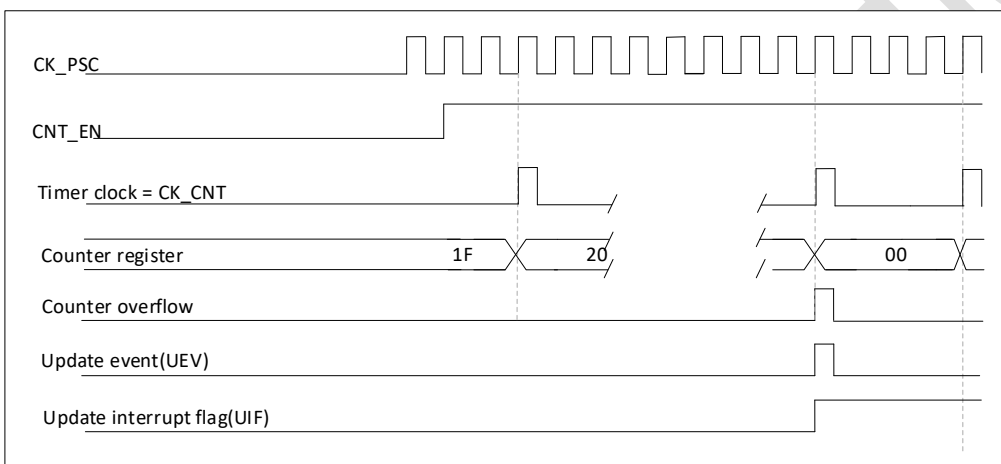 CK_PSC
CNT_EN
Timer clock = CK_CNT
Counter register 1F 20 00
Counter overflow
Update event(UEV)
Update interrupt flag(UIF)